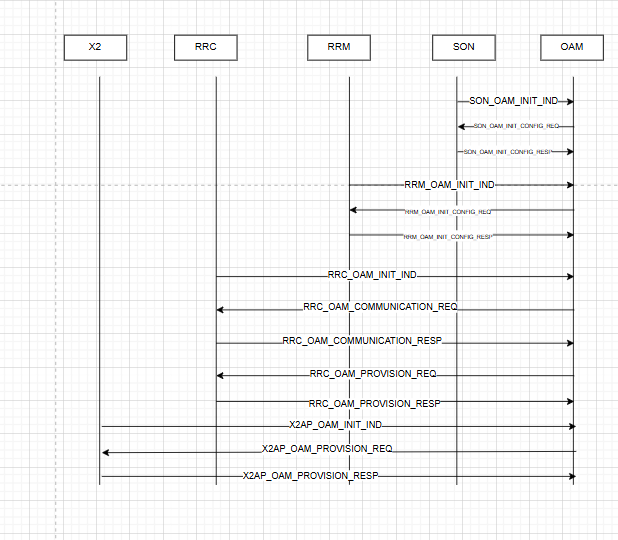 X2
RRC
RRM
SON
OAM
SON_OAM_INIT_IND
SON_OAM_INIT_CONFIG_REQ
SON_OAM_INIT_CONFIG_RESP
RRM_OAM_INIT_IND
RRM_OAM_INIT_CONFIG_REQ
RRM_OAM_INIT_CONFIG_RESP
RRC_OAM_INIT_IND
RRC_OAM_COMMUNICATION_REQ
RRC_OAM_COMMUNICATION_RESP
RRC_OAM_PROVISION_REQ
RRC_OAM_PROVISION_RESP
X2AP_OAM_INIT_IND
X2AP_OAM_PROVISION_REQ
X2AP_OAM_PROVISION_RESP